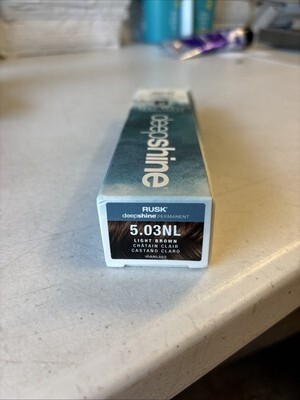 deepshine
RUSK®
deepshine PERMANENT
5.03NL
LIGHT BROWN
CHÂTAIN CLAIR
CASTAÑO CLARO